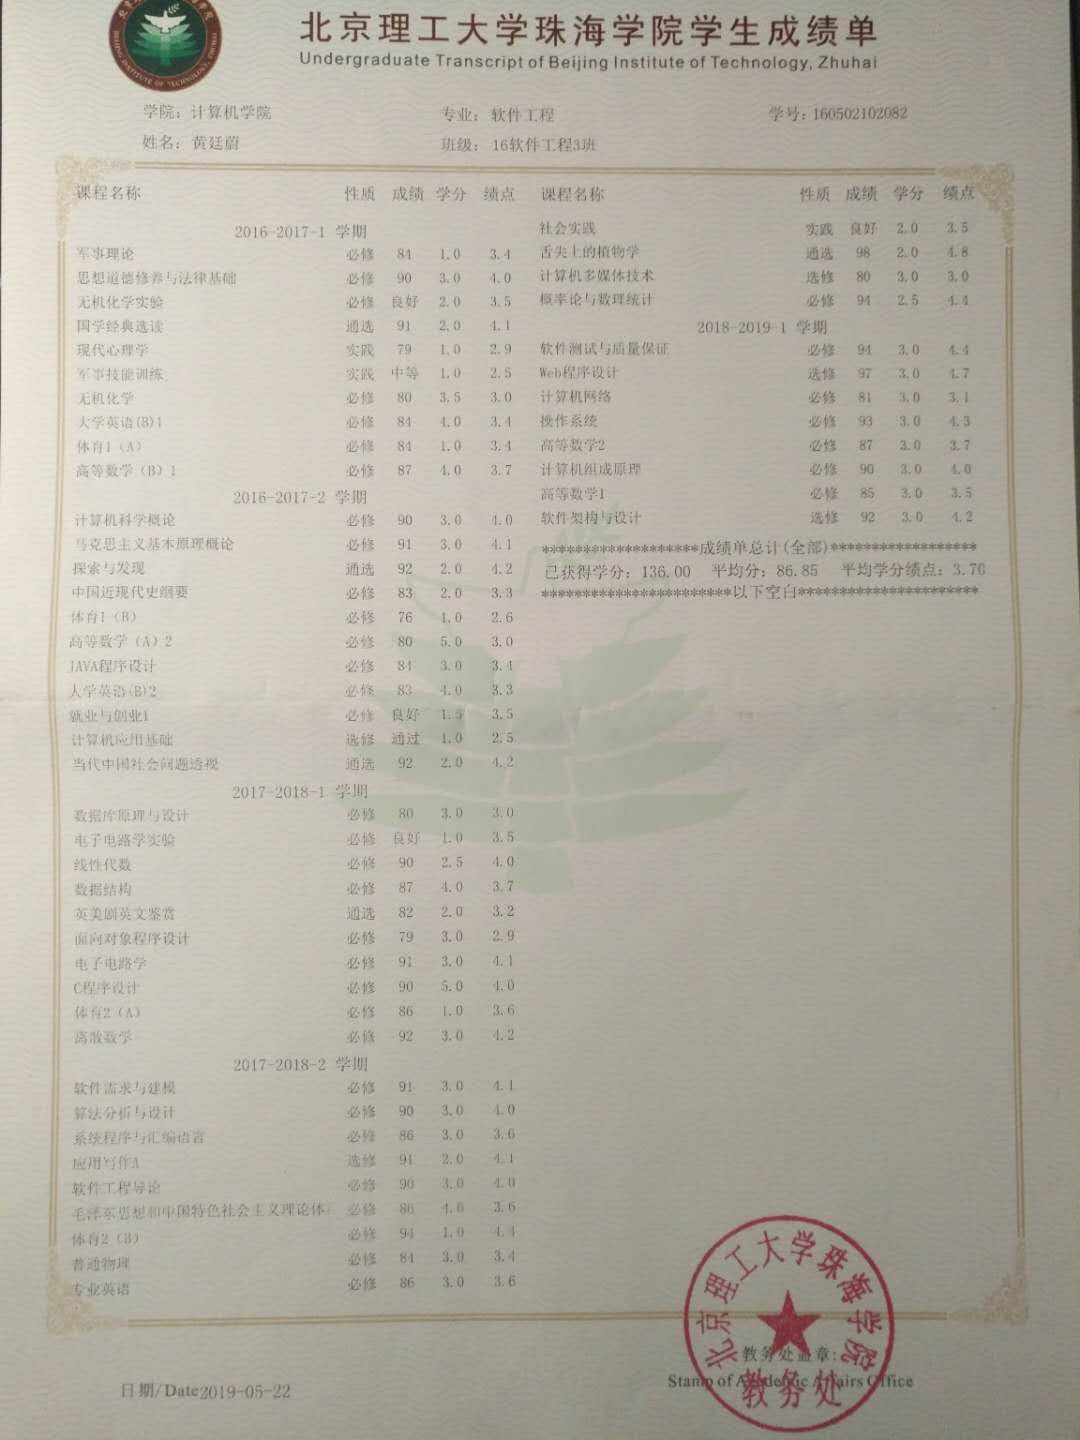 北京理工大学珠海学院学生成绩单
Undergraduate Transcript of Beijing Institute of Technology, Zhuhai
学院：计算机学院 专业：软件工程 学号：160502102082
姓名：黄廷蔚 班级：16软件工程3班
课程名称 性质 成绩 学分 绩点
2016-2017-1 学期
军事理论 必修 84 1.0 3.4
思想道德修养与法律基础 必修 90 3.0 4.0
无机化学实验 必修 良好 2.0 3.5
国学经典选读 通选 91 2.0 4.1
现代心理学 实践 79 1.0 2.9
军事技能训练 实践 中等 1.0 2.5
无机化学 必修 80 3.5 3.0
大学英语(B)1 必修 84 4.0 3.4
体育1（A） 必修 84 1.0 3.4
高等数学（B）1 必修 87 4.0 3.7
2016-2017-2 学期
计算机科学概论 必修 90 3.0 4.0
马克思主义基本原理概论 必修 91 3.0 4.1
探索与发现 通选 92 2.0 4.2
中国近现代史纲要 必修 83 2.0 3.3
体育1（B） 必修 76 1.0 2.6
高等数学（A）2 必修 80 5.0 3.0
JAVA程序设计 必修 84 3.0 3.4
大学英语(B)2 必修 83 4.0 3.3
就业与创业1 必修 良好 1.5 3.5
计算机应用基础 选修 通过 1.0 2.5
当代中国社会问题透视 通选 92 2.0 4.2
2017-2018-1 学期
数据库原理与设计 必修 80 3.0 3.0
电子电路学实验 必修 良好 1.0 3.5
线性代数 必修 90 2.5 4.0
数据结构 必修 87 4.0 3.7
英美剧英文鉴赏 通选 82 2.0 3.2
面向对象程序设计 必修 79 3.0 2.9
电子电路学 必修 91 3.0 4.1
C程序设计 必修 90 5.0 4.0
体育2（A） 必修 86 1.0 3.6
离散数学 必修 92 3.0 4.2
2017-2018-2 学期
软件需求与建模 必修 91 3.0 4.1
算法分析与设计 必修 90 3.0 4.0
系统程序与汇编语言 必修 86 3.0 3.6
应用写作A 选修 91 2.0 4.1
软件工程导论 必修 90 3.0 4.0
毛泽东思想和中国特色社会主义理论体 必修 86 4.0 3.6
体育2（B） 必修 94 1.0 4.4
普通物理 必修 84 3.0 3.4
专业英语 必修 86 3.0 3.6
课程名称 性质 成绩 学分 绩点
社会实践 实践 良好 2.0 3.5
舌尖上的植物学 通选 98 2.0 4.8
计算机多媒体技术 选修 80 3.0 3.0
概率论与数理统计 必修 94 2.5 4.4
2018-2019-1 学期
软件测试与质量保证 必修 94 3.0 4.4
Web程序设计 选修 97 3.0 4.7
计算机网络 必修 81 3.0 3.1
操作系统 必修 93 3.0 4.3
高等数学2 必修 87 3.0 3.7
计算机组成原理 必修 90 3.0 4.0
高等数学1 必修 85 3.0 3.5
软件架构与设计 选修 92 3.0 4.2
*******************成绩单总计(全部)******************
已获得学分：136.00 平均分：86.85 平均学分绩点：3.70
***********************以下空白**********************
北京理工大学珠海学院
教务处盖章：
Stamp of Academic Affairs Office
教务处
日期/Date2019-05-22